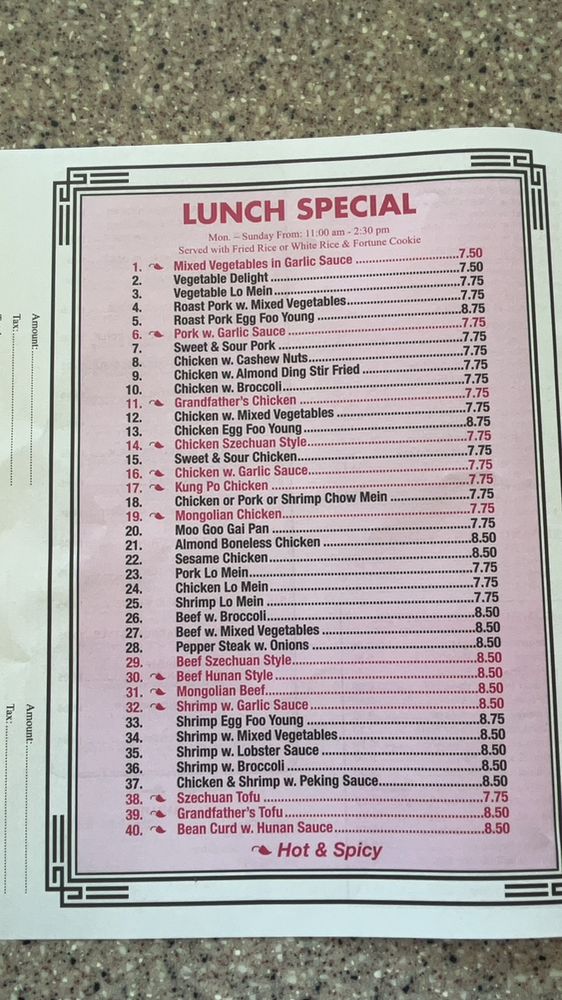 LUNCH SPECIAL
Mon. – Sunday From: 11:00 am - 2:30 pm
Served with Fried Rice or White Rice & Fortune Cookie
1. Mixed Vegetables in Garlic Sauce ........ 7.50
2. Vegetable Delight ........ 7.50
3. Vegetable Lo Mein ........ 7.75
4. Roast Pork w. Mixed Vegetables ........ 7.75
5. Roast Pork Egg Foo Young ........ 8.75
6. Pork w. Garlic Sauce ........ 7.75
7. Sweet & Sour Pork ........ 7.75
8. Chicken w. Cashew Nuts ........ 7.75
9. Chicken w. Almond Ding Stir Fried ........ 7.75
10. Chicken w. Broccoli ........ 7.75
11. Grandfather's Chicken ........ 7.75
12. Chicken w. Mixed Vegetables ........ 7.75
13. Chicken Egg Foo Young ........ 8.75
14. Chicken Szechuan Style ........ 7.75
15. Sweet & Sour Chicken ........ 7.75
16. Chicken w. Garlic Sauce ........ 7.75
17. Kung Po Chicken ........ 7.75
18. Chicken or Pork or Shrimp Chow Mein ........ 7.75
19. Mongolian Chicken ........ 7.75
20. Moo Goo Gai Pan ........ 7.75
21. Almond Boneless Chicken ........ 8.50
22. Sesame Chicken ........ 8.50
23. Pork Lo Mein ........ 7.75
24. Chicken Lo Mein ........ 7.75
25. Shrimp Lo Mein ........ 7.75
26. Beef w. Broccoli ........ 8.50
27. Beef w. Mixed Vegetables ........ 8.50
28. Pepper Steak w. Onions ........ 8.50
29. Beef Szechuan Style ........ 8.50
30. Beef Hunan Style ........ 8.50
31. Mongolian Beef ........ 8.50
32. Shrimp w. Garlic Sauce ........ 8.50
33. Shrimp Egg Foo Young ........ 8.75
34. Shrimp w. Mixed Vegetables ........ 8.50
35. Shrimp w. Lobster Sauce ........ 8.50
36. Shrimp w. Broccoli ........ 8.50
37. Chicken & Shrimp w. Peking Sauce ........ 8.50
38. Szechuan Tofu ........ 7.75
39. Grandfather's Tofu ........ 8.50
40. Bean Curd w. Hunan Sauce ........ 8.50
Hot & Spicy
Amount:
Tax:
Amount:
Tax: